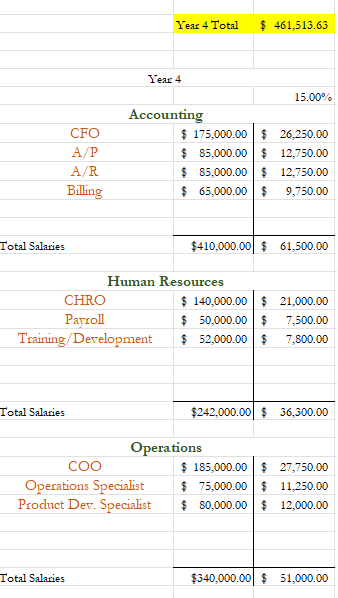 Year 4 Total $ 461,513.63
Year 4
15.00%
Accounting
CFO $ 175,000.00 $ 26,250.00
A/P $ 85,000.00 $ 12,750.00
A/R $ 85,000.00 $ 12,750.00
Billing $ 65,000.00 $ 9,750.00
Total Salaries $410,000.00 $ 61,500.00
Human Resources
CHRO $ 140,000.00 $ 21,000.00
Payroll $ 50,000.00 $ 7,500.00
Training/Development $ 52,000.00 $ 7,800.00
Total Salaries $242,000.00 $ 36,300.00
Operations
COO $ 185,000.00 $ 27,750.00
Operations Specialist $ 75,000.00 $ 11,250.00
Product Dev. Specialist $ 80,000.00 $ 12,000.00
Total Salaries $340,000.00 $ 51,000.00